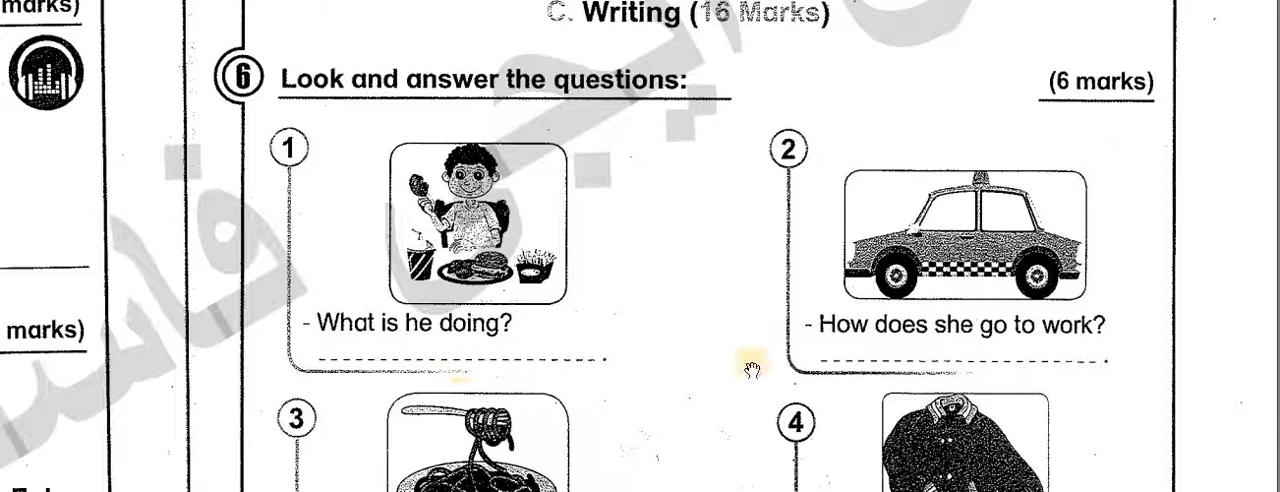 marks)
C. Writing (16 Marks)
6 Look and answer the questions: (6 marks)
1
2
- What is he doing?
- How does she go to work?
marks)
3
4